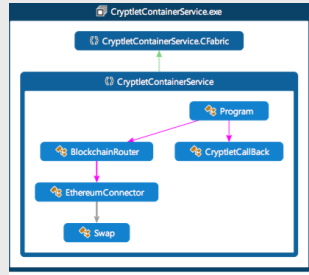 CryptletContainerService.exe
CryptletContainerService.CFabric
CryptletContainerService
Program
BlockchainRouter
CryptletCallBack
EthereumConnector
Swap